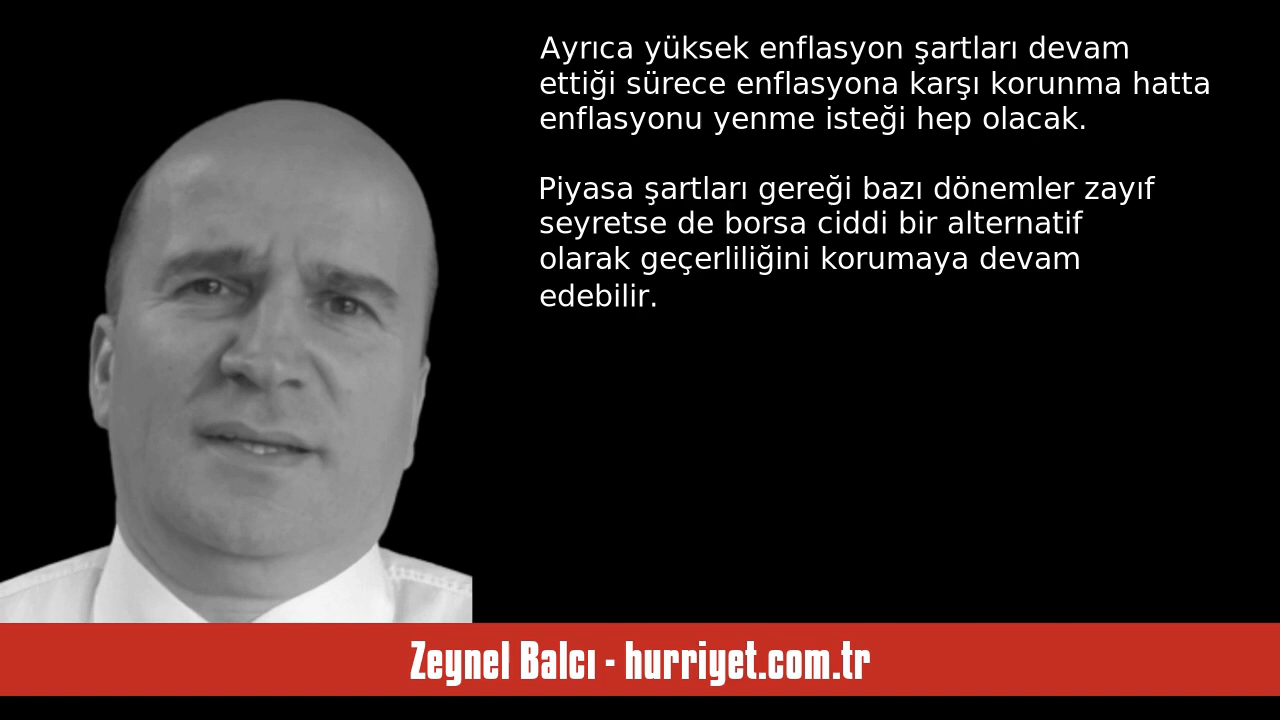 Ayrıca yüksek enflasyon şartları devam
ettiği sürece enflasyona karşı korunma hatta
enflasyonu yenme isteği hep olacak.
Piyasa şartları gereği bazı dönemler zayıf
seyretse de borsa ciddi bir alternatif
olarak geçerliliğini korumaya devam
edebilir.
Zeynel Balcı - hurriyet.com.tr